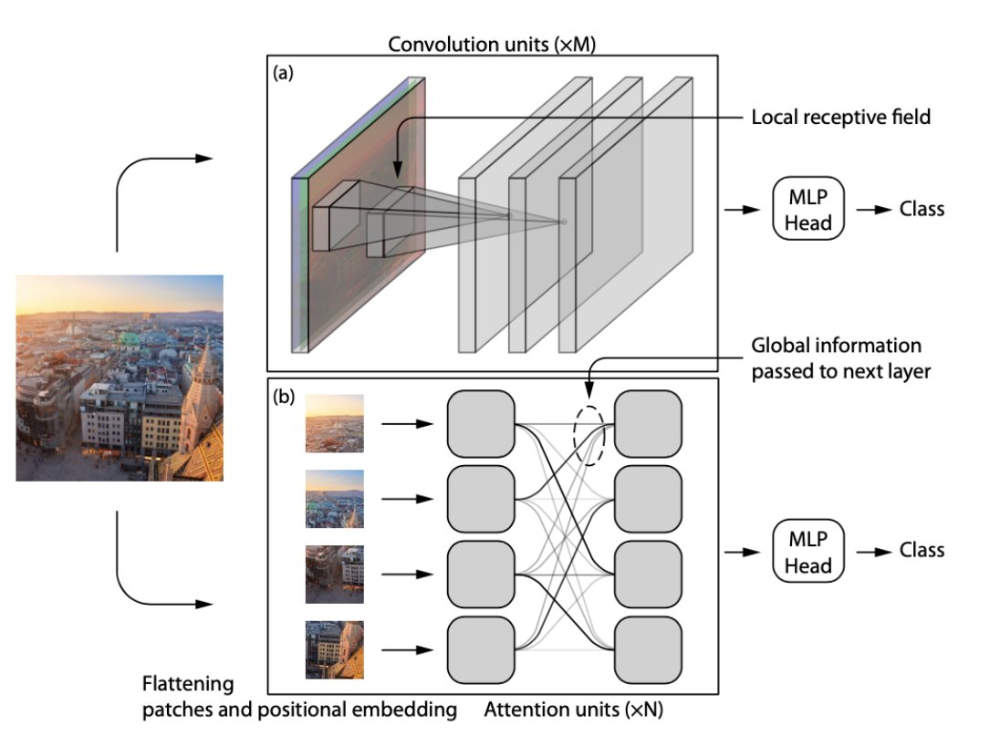 Convolution units (×M)
(a)
Local receptive field
MLP
Head
Class
Global information
passed to next layer
(b)
MLP
Head
Class
Flattening
patches and positional embedding
Attention units (×N)